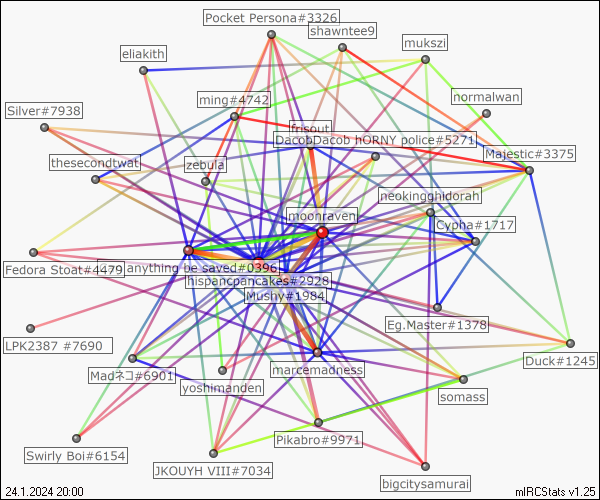 Pocket Persona#3326
shawntee9
mukszi
eliakith
normalwan
ming#4742
Silver#7938
frisout
Dacob hORNY police#5271
Majestic#3375
thesecondtwat
zebula
neokingghidorah
moonraven
Cypha#1717
Fedora Stoat#4479
anything be saved#0396
hispancpancakes#2928
Mushy#1984
Eg.Master#1378
LPK2387 #7690
Duck#1245
Madネコ#6901
marcemadness
yoshimanden
somass
Pikabro#9971
Swirly Boi#6154
JKOUYH VIII#7034
bigcitysamurai
24.1.2024 20:00
mIRCStats v1.25